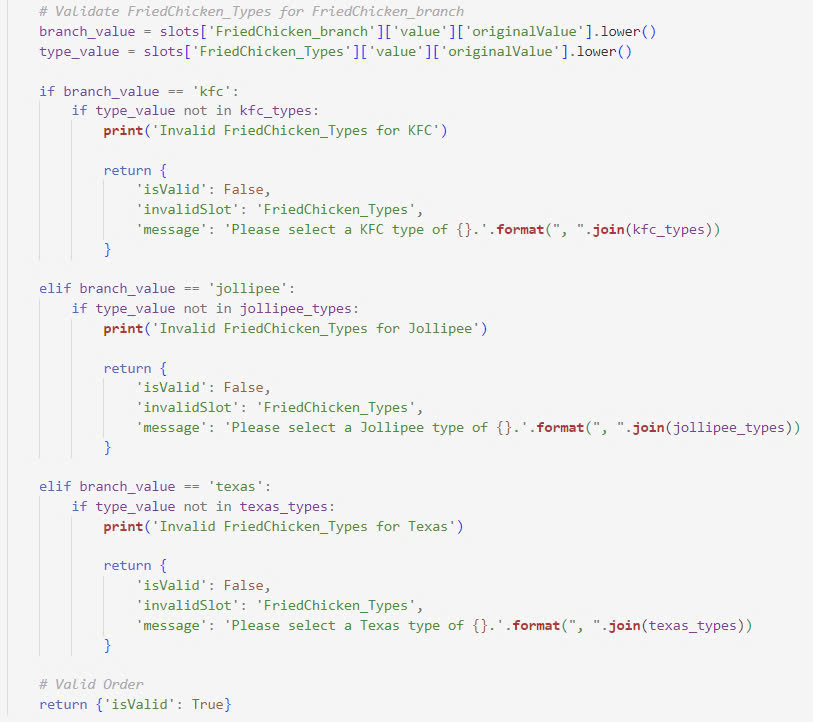 # Validate FriedChicken_Types for FriedChicken_branch
branch_value = slots['FriedChicken_branch']['value']['originalValue'].lower()
type_value = slots['FriedChicken_Types']['value']['originalValue'].lower()
if branch_value == 'kfc':
if type_value not in kfc_types:
print('Invalid FriedChicken_Types for KFC')
return {
'isValid': False,
'invalidSlot': 'FriedChicken_Types',
'message': 'Please select a KFC type of {}.'.format(", ".join(kfc_types))
}
elif branch_value == 'jollipee':
if type_value not in jollipee_types:
print('Invalid FriedChicken_Types for Jollipee')
return {
'isValid': False,
'invalidSlot': 'FriedChicken_Types',
'message': 'Please select a Jollipee type of {}.'.format(", ".join(jollipee_types))
}
elif branch_value == 'texas':
if type_value not in texas_types:
print('Invalid FriedChicken_Types for Texas')
return {
'isValid': False,
'invalidSlot': 'FriedChicken_Types',
'message': 'Please select a Texas type of {}.'.format(", ".join(texas_types))
}
# Valid Order
return {'isValid': True}